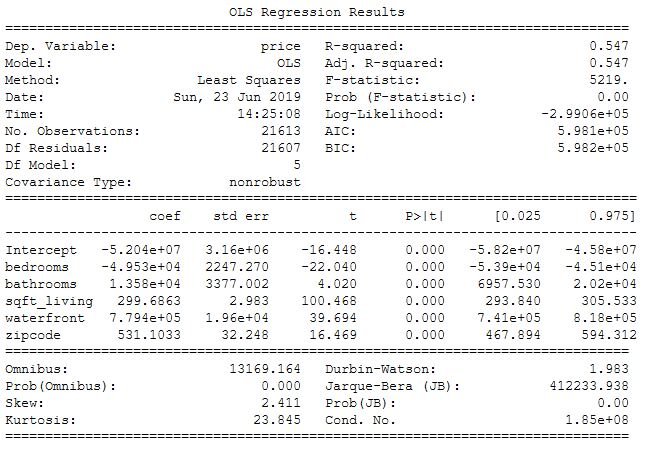 OLS Regression Results
==============================================================================
Dep. Variable: price R-squared: 0.547
Model: OLS Adj. R-squared: 0.547
Method: Least Squares F-statistic: 5219.
Date: Sun, 23 Jun 2019 Prob (F-statistic): 0.00
Time: 14:25:08 Log-Likelihood: -2.9906e+05
No. Observations: 21613 AIC: 5.981e+05
Df Residuals: 21607 BIC: 5.982e+05
Df Model: 5
Covariance Type: nonrobust
===============================================================================
coef std err t P>|t| [0.025 0.975]
-------------------------------------------------------------------------------
Intercept -5.204e+07 3.16e+06 -16.448 0.000 -5.82e+07 -4.58e+07
bedrooms -4.953e+04 2247.270 -22.040 0.000 -5.39e+04 -4.51e+04
bathrooms 1.358e+04 3377.002 4.020 0.000 6957.530 2.02e+04
sqft_living 299.6863 2.983 100.468 0.000 293.840 305.533
waterfront 7.794e+05 1.96e+04 39.694 0.000 7.41e+05 8.18e+05
zipcode 531.1033 32.248 16.469 0.000 467.894 594.312
==============================================================================
Omnibus: 13169.164 Durbin-Watson: 1.983
Prob(Omnibus): 0.000 Jarque-Bera (JB): 412233.938
Skew: 2.411 Prob(JB): 0.00
Kurtosis: 23.845 Cond. No. 1.85e+08
==============================================================================